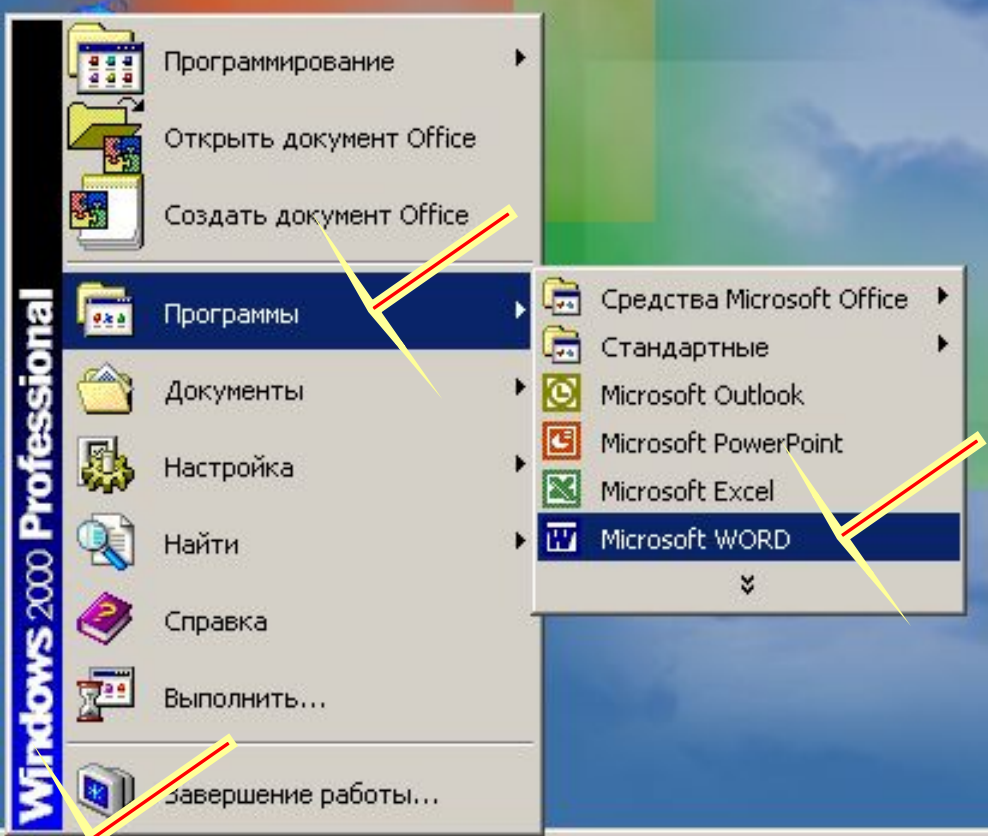 Windows 2000 Professional
Программирование
Открыть документ Office
Создать документ Office
Программы
Документы
Настройка
Найти
Справка
Выполнить...
Завершение работы...
Средства Microsoft Office
Стандартные
Microsoft Outlook
Microsoft PowerPoint
Microsoft Excel
Microsoft WORD